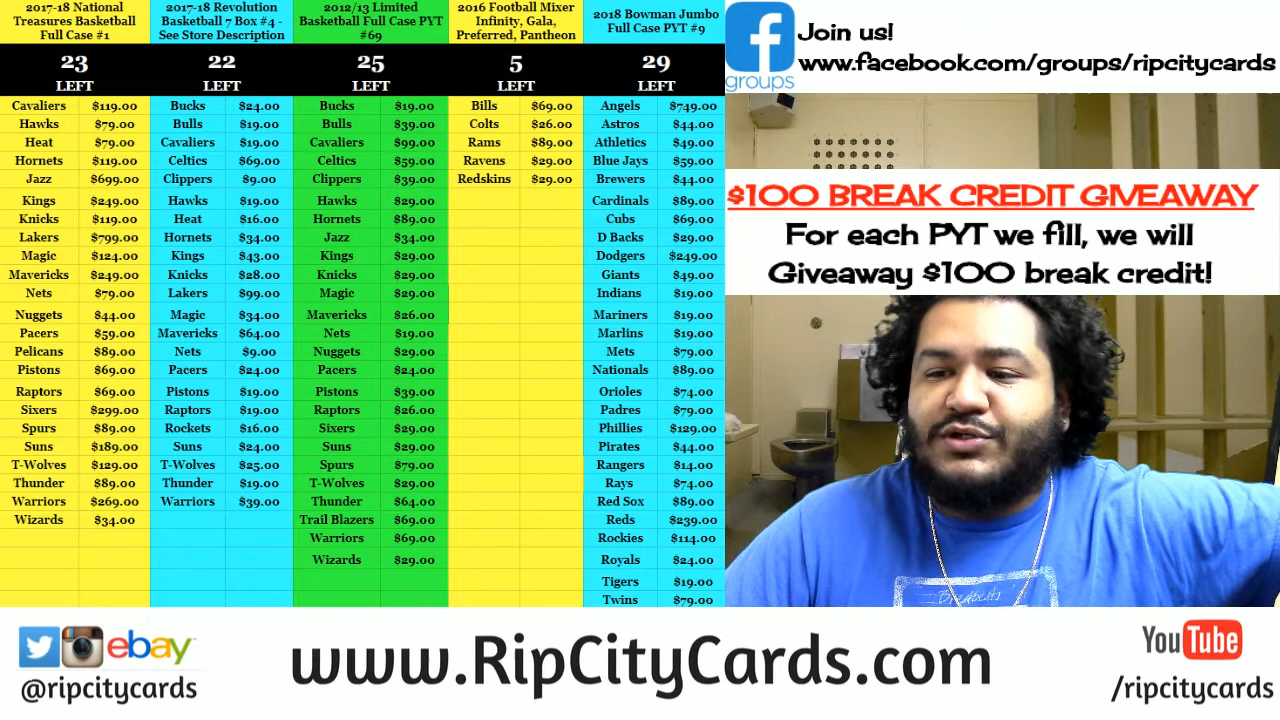 2017-18 National
Treasures Basketball
Full Case #1
23
LEFT
Cavaliers $119.00
Hawks $79.00
Heat $79.00
Hornets $119.00
Jazz $699.00
Kings $249.00
Knicks $119.00
Lakers $799.00
Magic $124.00
Mavericks $249.00
Nets $79.00
Nuggets $44.00
Pacers $59.00
Pelicans $89.00
Pistons $69.00
Raptors $69.00
Sixers $299.00
Spurs $89.00
Suns $189.00
T-Wolves $129.00
Thunder $89.00
Warriors $269.00
Wizards $34.00
2017-18 Revolution
Basketball 7 Box #4 -
See Store Description
22
LEFT
Bucks $24.00
Bulls $19.00
Cavaliers $19.00
Celtics $69.00
Clippers $9.00
Hawks $19.00
Heat $16.00
Hornets $34.00
Kings $43.00
Knicks $28.00
Lakers $99.00
Magic $34.00
Mavericks $64.00
Nets $9.00
Pacers $24.00
Pistons $19.00
Raptors $19.00
Rockets $16.00
Suns $24.00
T-Wolves $25.00
Thunder $19.00
Warriors $39.00
2012/13 Limited
Basketball Full Case PYT
#69
25
LEFT
Bucks $19.00
Bulls $39.00
Cavaliers $99.00
Celtics $59.00
Clippers $39.00
Hawks $29.00
Hornets $89.00
Jazz $34.00
Kings $29.00
Knicks $29.00
Magic $29.00
Mavericks $26.00
Nets $19.00
Nuggets $29.00
Pacers $24.00
Pistons $39.00
Raptors $26.00
Sixers $29.00
Suns $29.00
Spurs $79.00
T-Wolves $29.00
Thunder $64.00
Trail Blazers $69.00
Warriors $69.00
Wizards $29.00
2016 Football Mixer
Infinity, Gala,
Preferred, Pantheon
5
LEFT
Bills $69.00
Colts $26.00
Rams $89.00
Ravens $29.00
Redskins $29.00
2018 Bowman Jumbo
Full Case PYT #9
29
LEFT
Angels $749.00
Astros $44.00
Athletics $49.00
Blue Jays $59.00
Brewers $44.00
Cardinals $89.00
Cubs $69.00
D Backs $29.00
Dodgers $249.00
Giants $49.00
Indians $19.00
Mariners $19.00
Marlins $19.00
Mets $79.00
Nationals $89.00
Orioles $74.00
Padres $79.00
Phillies $129.00
Pirates $44.00
Rangers $14.00
Rays $74.00
Red Sox $89.00
Reds $239.00
Rockies $114.00
Royals $24.00
Tigers $19.00
Twins $79.00
f
groups
Join us!
www.facebook.com/groups/ripcitycards
$100 BREAK CREDIT GIVEAWAY
For each PYT we fill, we will
Giveaway $100 break credit!
ebay
@ripcitycards
www.RipCityCards.com
YouTube
/ripcitycards